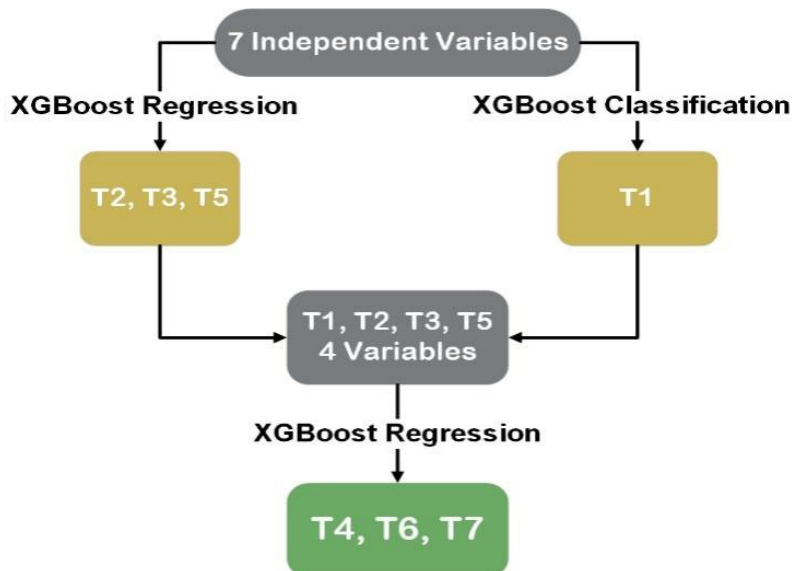 7 Independent Variables
XGBoost Regression
XGBoost Classification
T2, T3, T5
T1
T1, T2, T3, T5
4 Variables
XGBoost Regression
T4, T6, T7